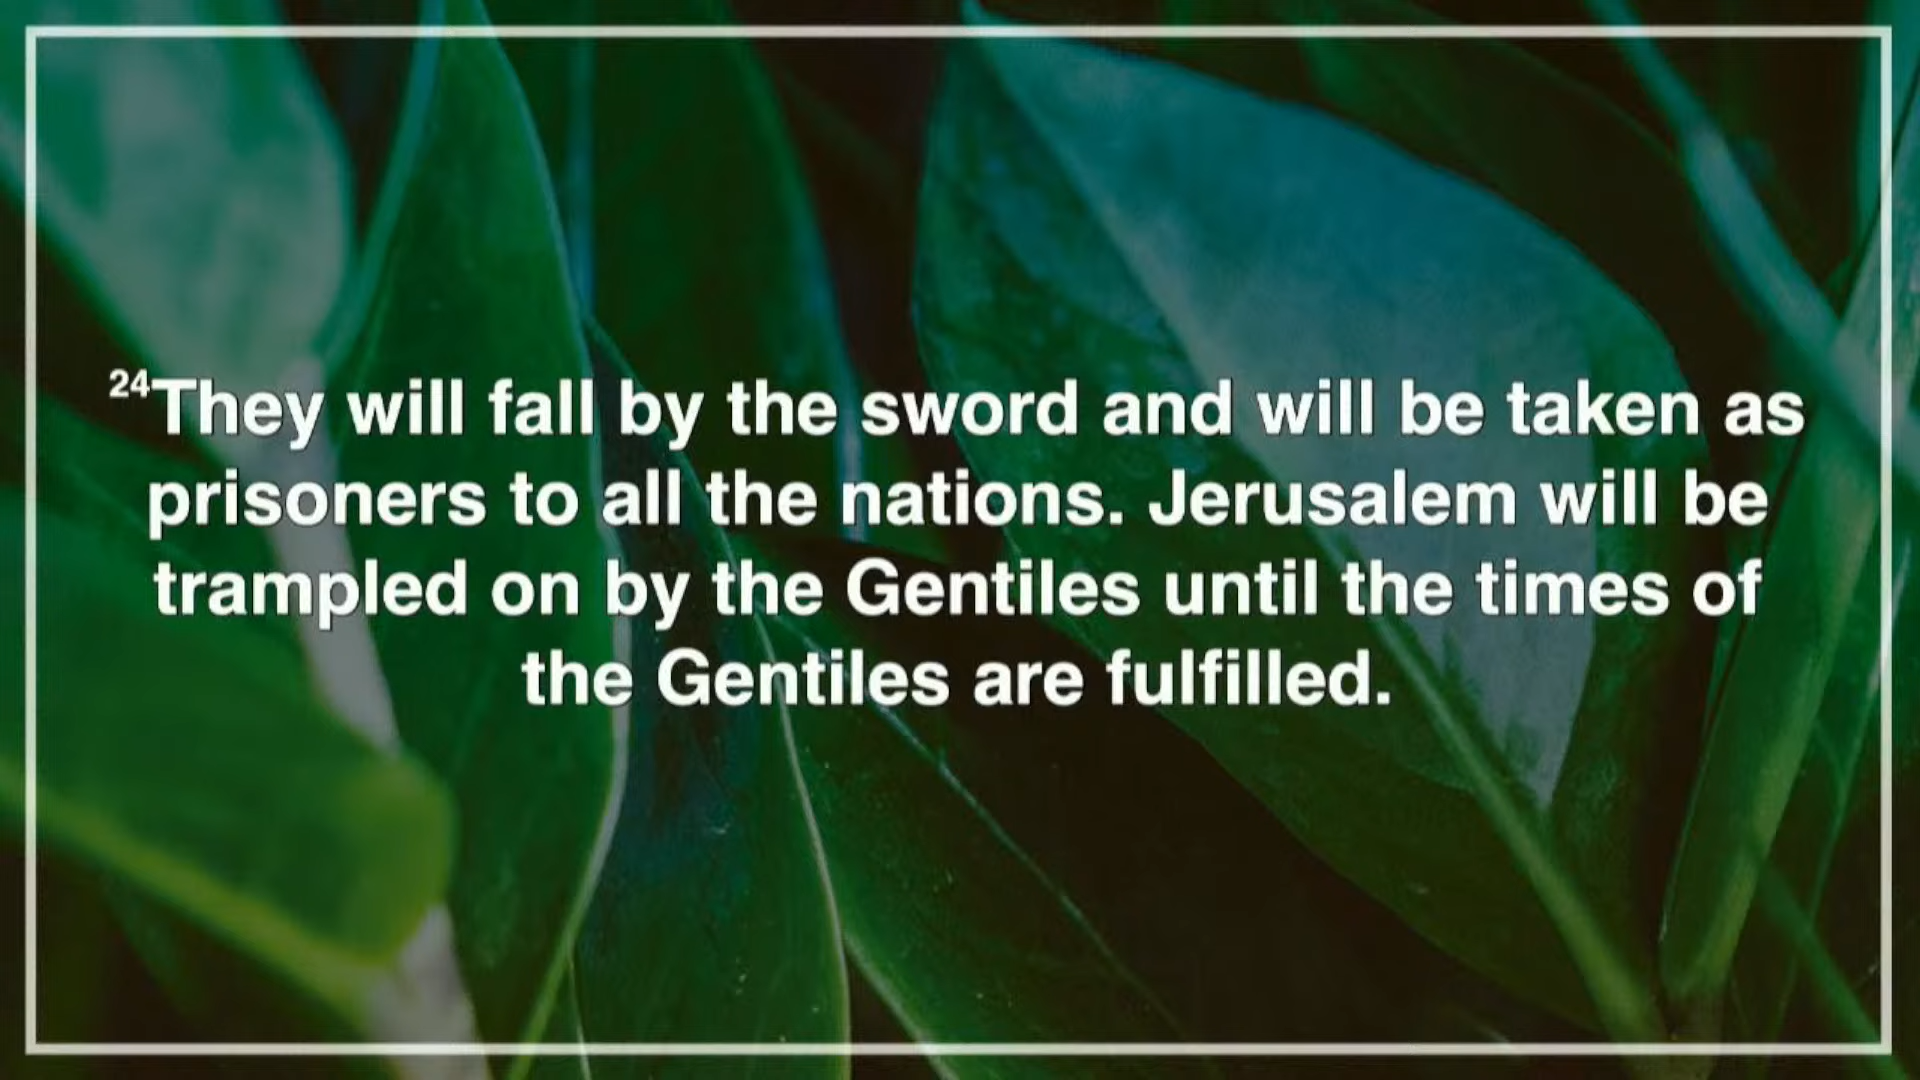 24They will fall by the sword and will be taken as
prisoners to all the nations. Jerusalem will be
trampled on by the Gentiles until the times of
the Gentiles are fulfilled.